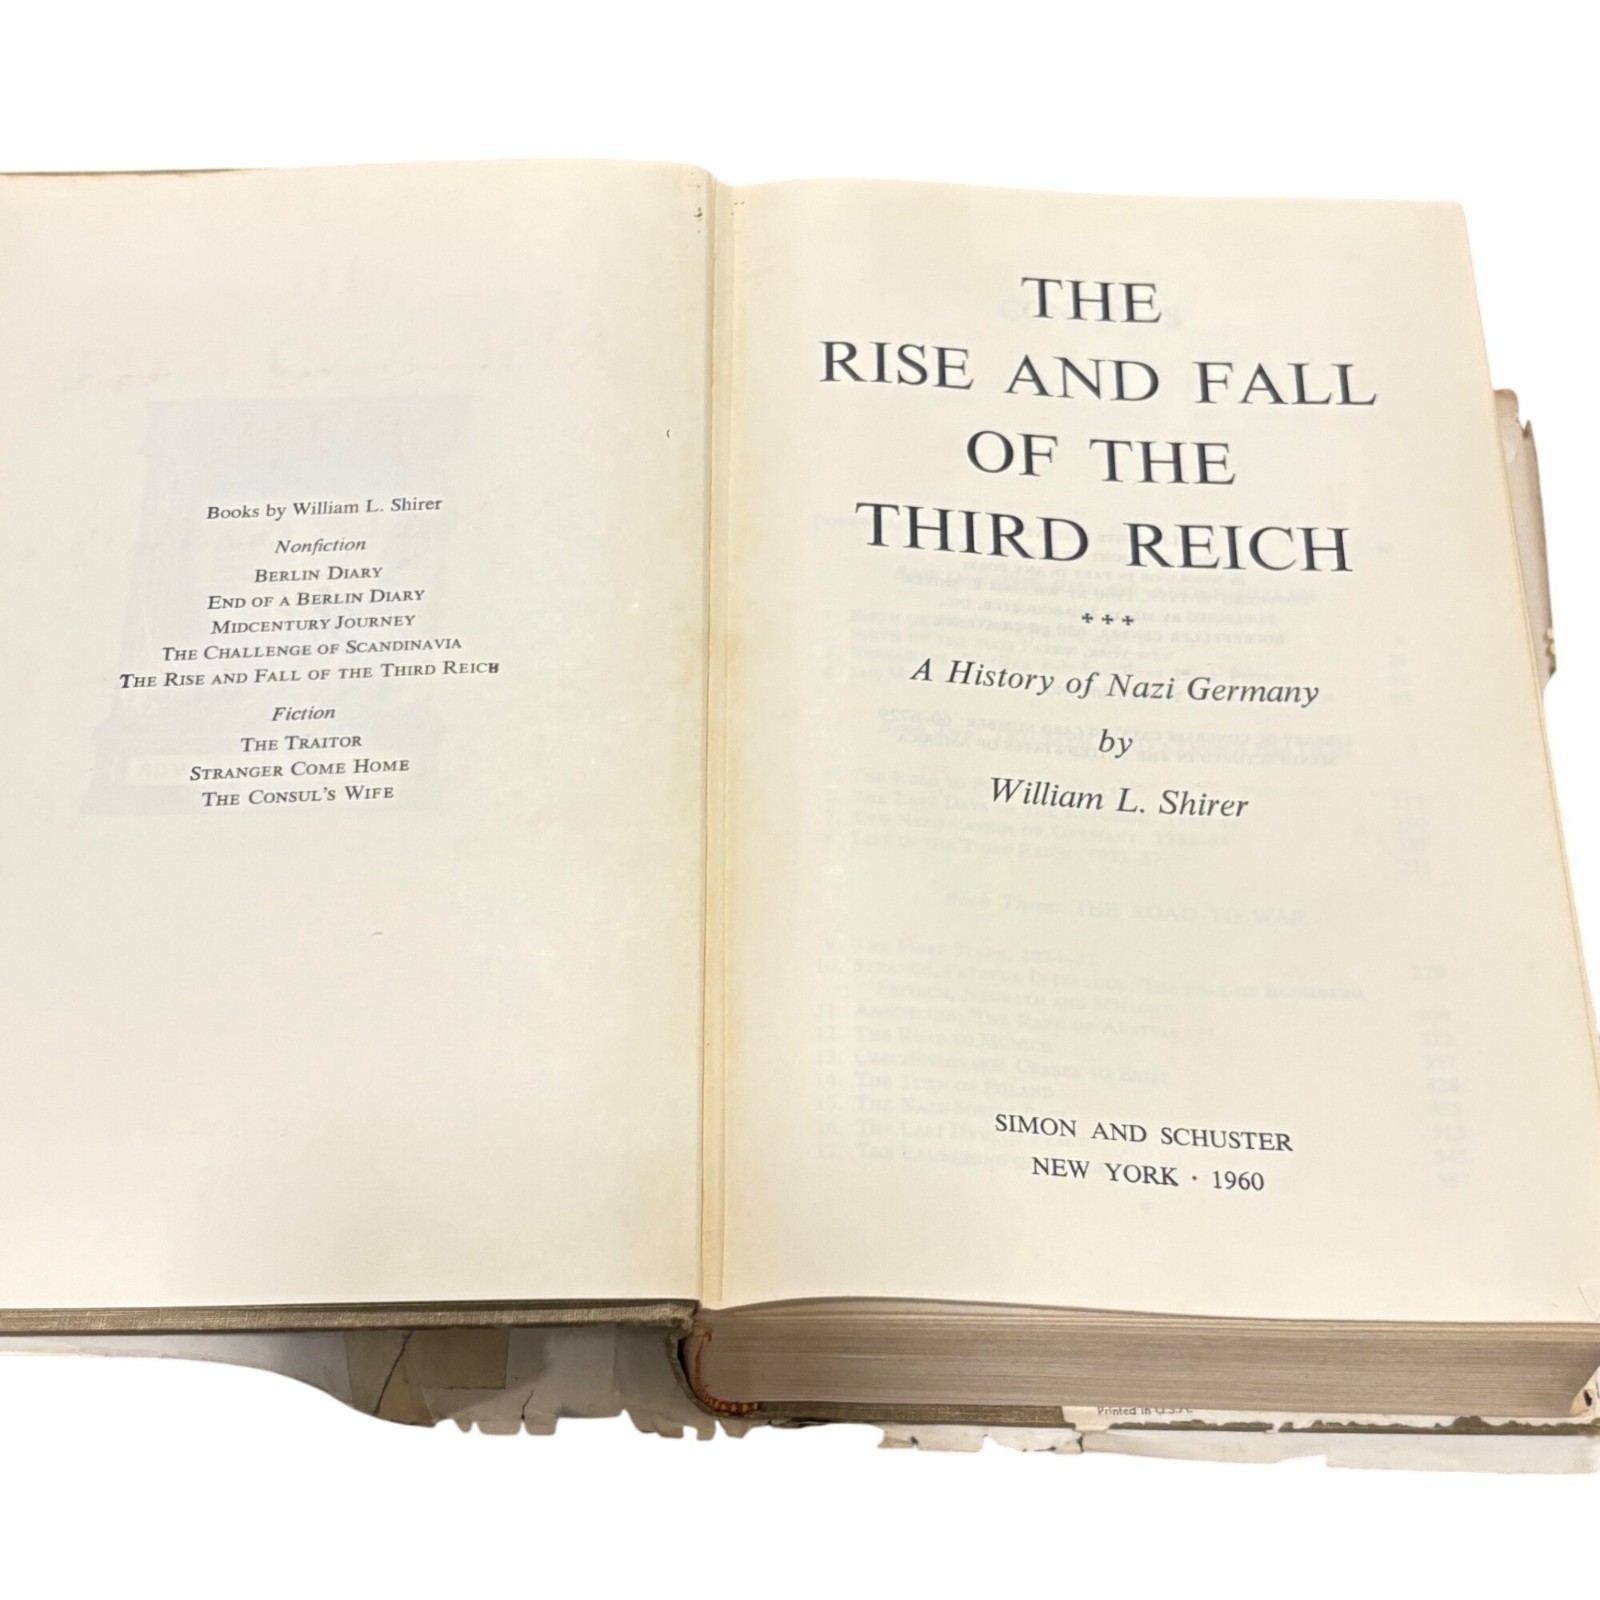 Books by William L. Shirer
Nonfiction
BERLIN DIARY
END OF A BERLIN DIARY
MIDCENTURY JOURNEY
THE CHALLENGE OF SCANDINAVIA
THE RISE AND FALL OF THE THIRD REICH
Fiction
THE TRAITOR
STRANGER COME HOME
THE CONSUL'S WIFE
THE
RISE AND FALL
OF THE
THIRD REICH
A History of Nazi Germany
by
William L. Shirer
SIMON AND SCHUSTER
NEW YORK · 1960
Printed in